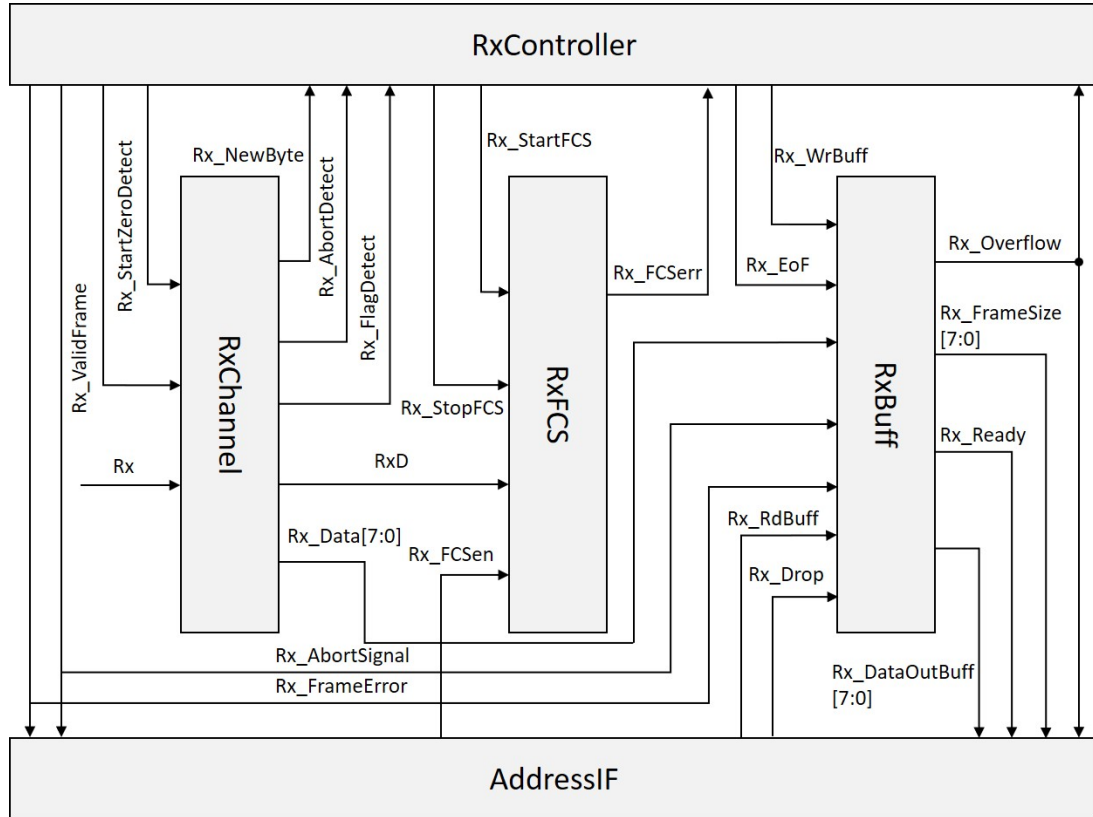 RxController
Rx_StartFCS
Rx_NewByte
Rx_WrBuff
Rx_StartZeroDetect
Rx_AbortDetect
Rx_Overflow
Rx_EoF
Rx_FCSerr
Rx_ValidFrame
Rx_FlagDetect
Rx_FrameSize
[7:0]
RxChannel
RxFCS
RxBuff
Rx_StopFCS
Rx_Ready
Rx
RxD
Rx_Data[7:0]
Rx_RdBuff
Rx_FCSen
Rx_Drop
Rx_AbortSignal
Rx_FrameError
Rx_DataOutBuff
[7:0]
AddressIF